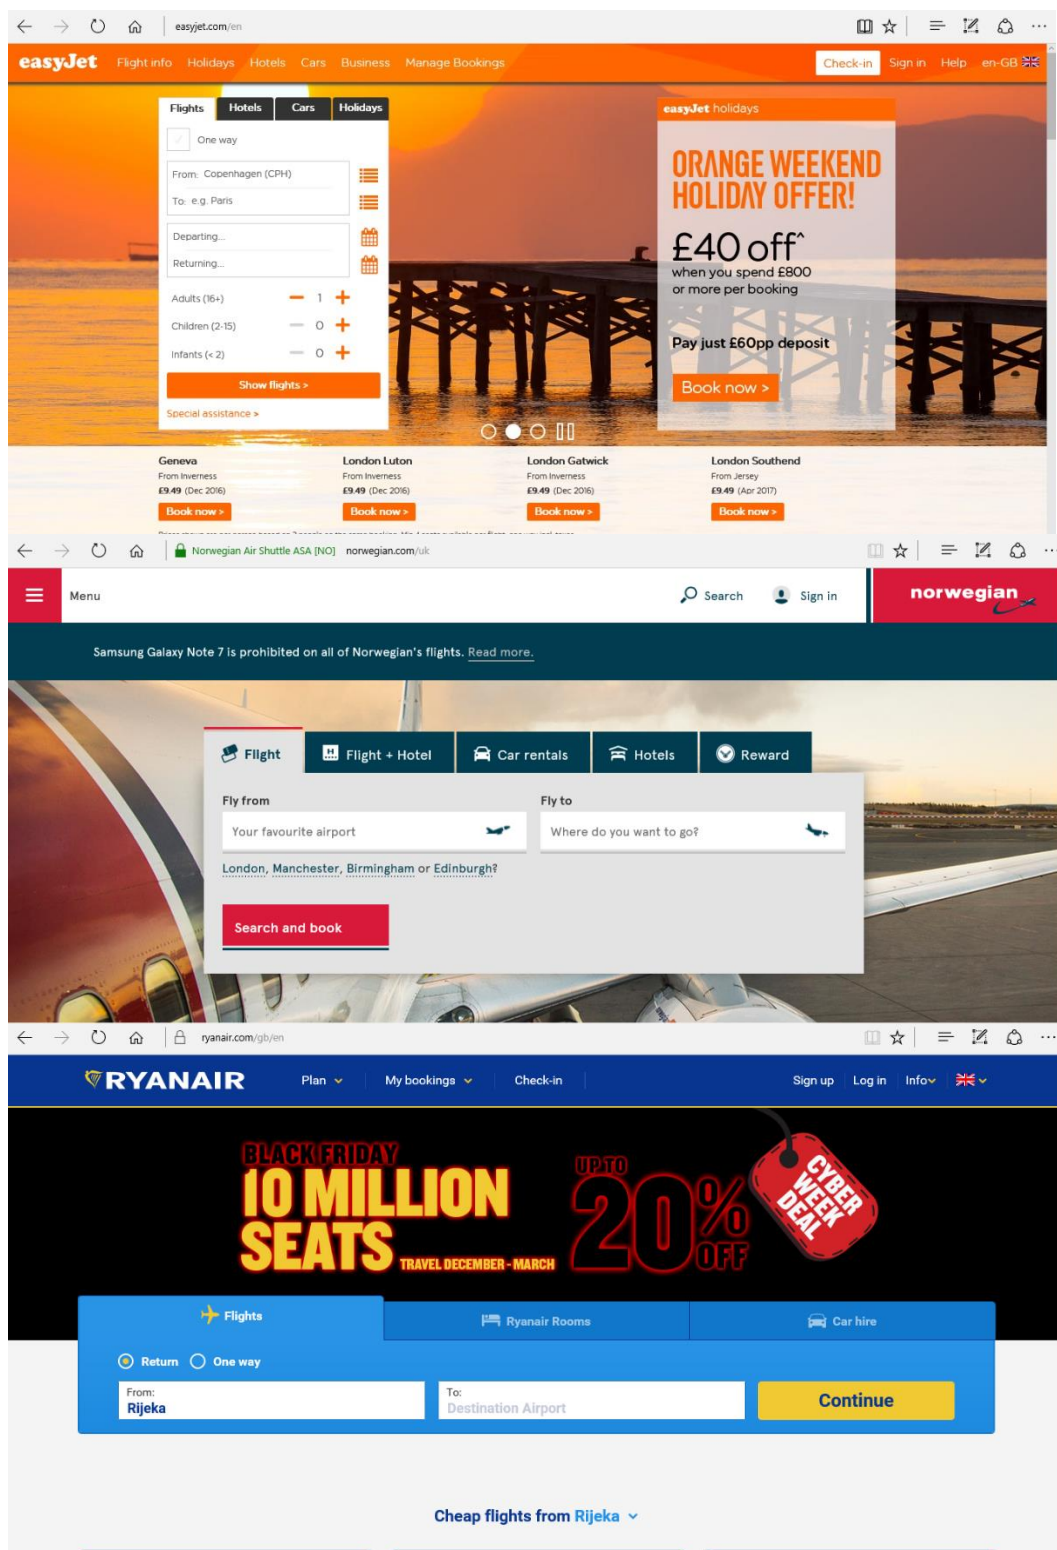 easyjet.com/en
easyJet Flight info Holidays Hotels Cars Business Manage Bookings Check-in Sign in Help en-GB
Flights Hotels Cars Holidays
One way
From: Copenhagen (CPH)
To: e.g. Paris
Departing...
Returning...
Adults (16+) 1
Children (2-15) 0
Infants (< 2) 0
Show flights >
Special assistance >
easyJet holidays
ORANGE WEEKEND
HOLIDAY OFFER!
£40 off^
when you spend £800
or more per booking
Pay just £60pp deposit
Book now >
Geneva
From Inverness
£9.49 (Dec 2016)
Book now >
London Luton
From Inverness
£9.49 (Dec 2016)
Book now >
London Gatwick
From Inverness
£9.49 (Dec 2016)
Book now >
London Southend
From Jersey
£9.49 (Apr 2017)
Book now >
Norwegian Air Shuttle ASA [NO] norwegian.com/uk
Menu Search Sign in norwegian
Samsung Galaxy Note 7 is prohibited on all of Norwegian's flights. Read more.
Flight Flight + Hotel Car rentals Hotels Reward
Fly from Fly to
Your favourite airport Where do you want to go?
London, Manchester, Birmingham or Edinburgh?
Search and book
ryanair.com/gb/en
RYANAIR Plan My bookings Check-in Sign up Log in Info
BLACK FRIDAY
10 MILLION
SEATS TRAVEL DECEMBER - MARCH
UP TO
20% OFF
CYBER
WEEK
DEAL
Flights Ryanair Rooms Car hire
Return One way
From: To:
Rijeka Destination Airport Continue
Cheap flights from Rijeka